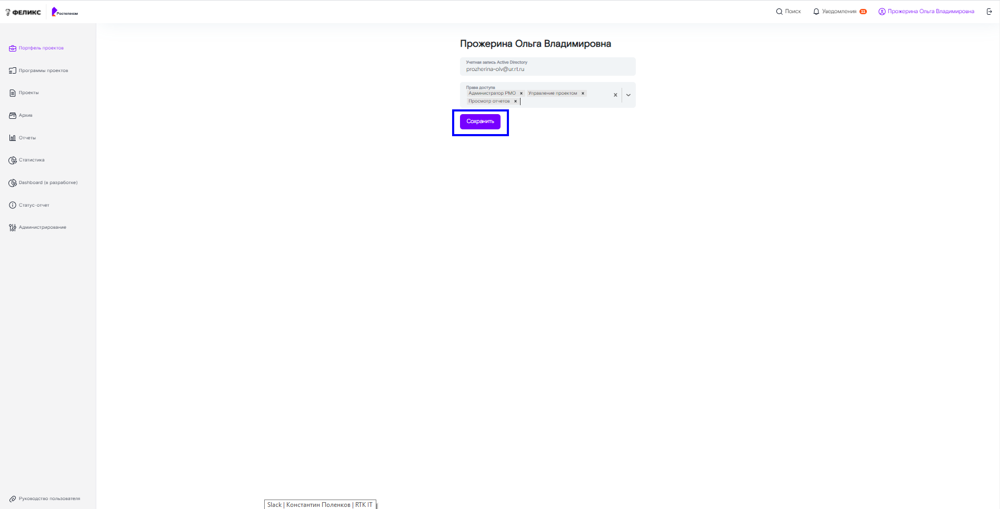 ФЕЛИКС
Ростелеком
Поиск
Уведомления 11
Прожерина Ольга Владимировна
Портфель проектов
Программы проектов
Проекты
Архив
Отчеты
Статистика
Dashboard (в разработке)
Статус-отчет
Администрирование
Руководство пользователя
Прожерина Ольга Владимировна
Учетная запись Active Directory
prozherina-olv@ur.rt.ru
Права доступа
Администратор РМО × Управление проектом ×
Просмотр отчетов ×
Сохранить
Slack | Константин Поленков | RTK IT